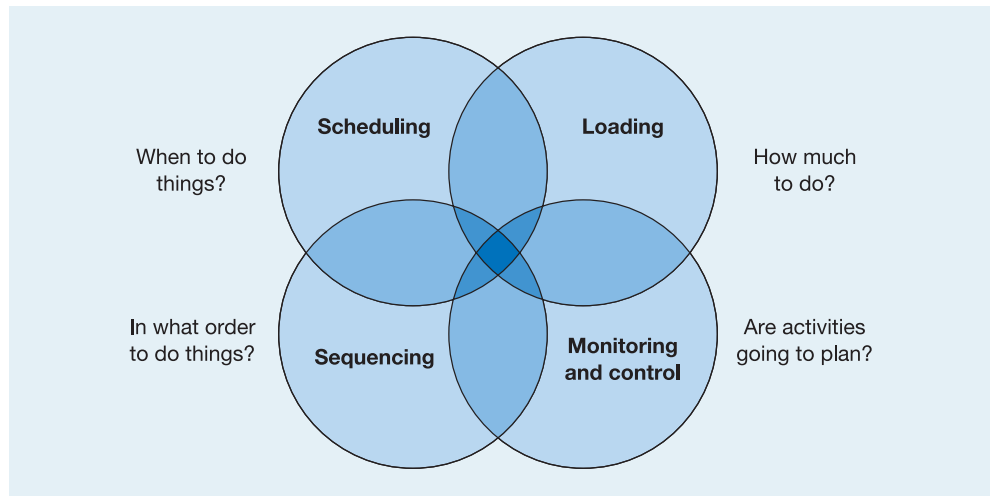 Scheduling
Loading
When to do
things?
How much
to do?
In what order
to do things?
Sequencing
Monitoring
and control
Are activities
going to plan?